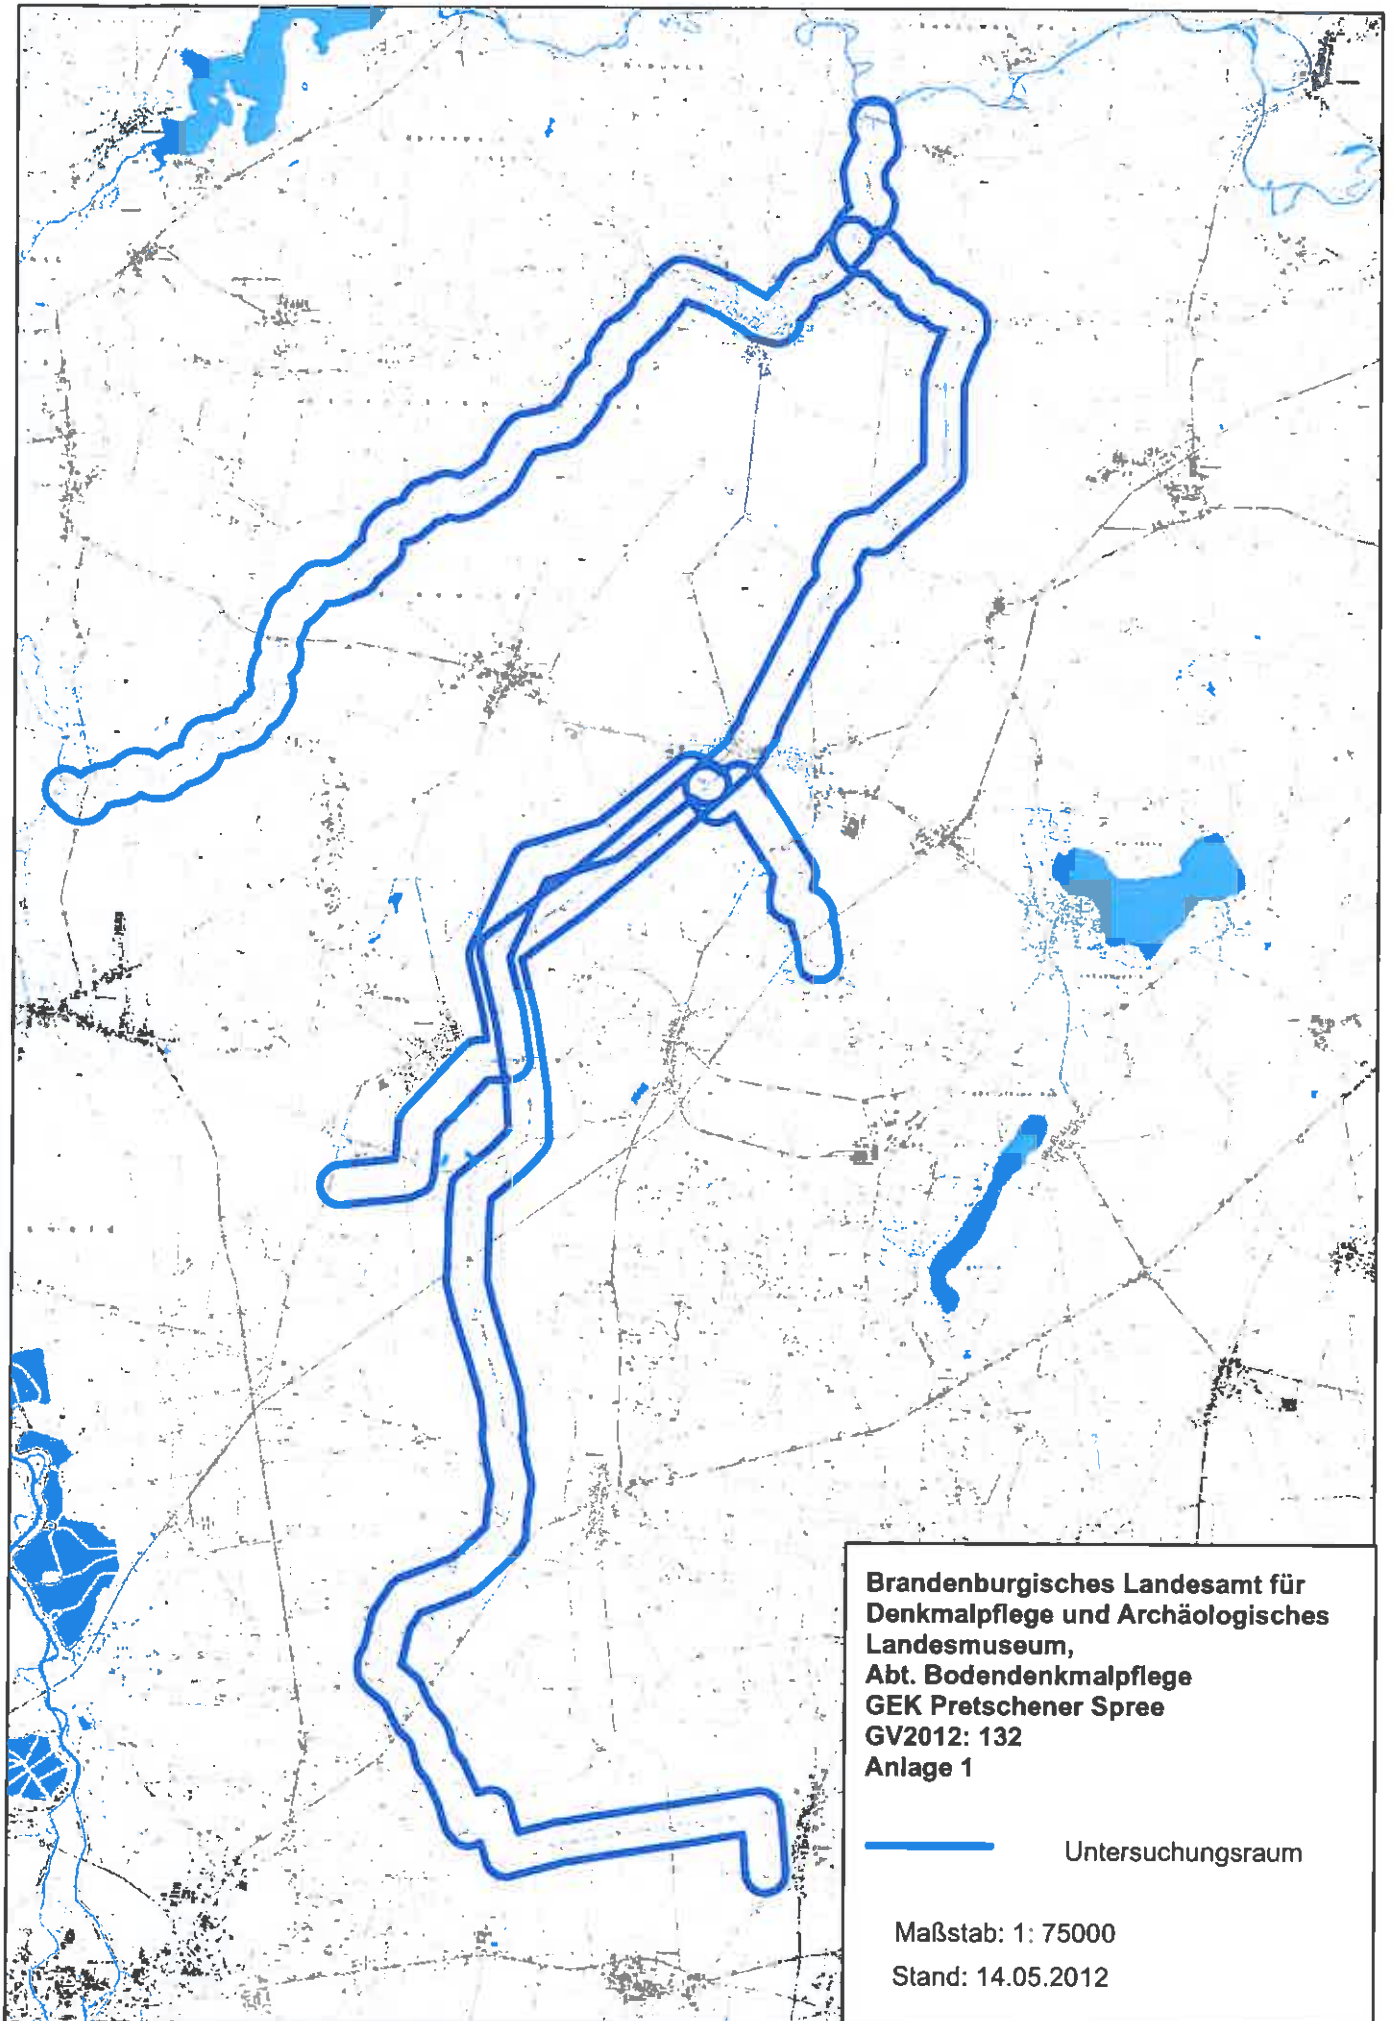 Brandenburgisches Landesamt für
Denkmalpflege und Archäologisches
Landesmuseum,
Abt. Bodendenkmalpflege
GEK Pretschener Spree
GV2012: 132
Anlage 1
Untersuchungsraum
Maßstab: 1: 75000
Stand: 14.05.2012